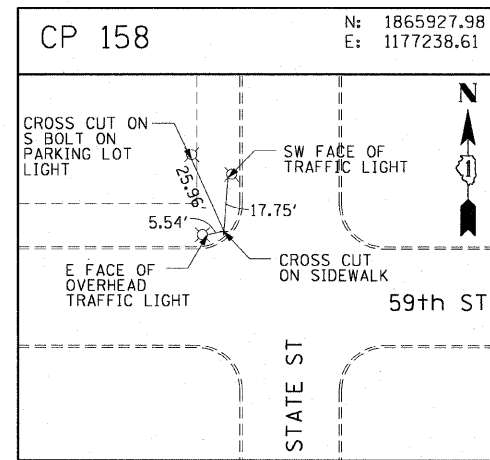 CP 158
N: 1865927.98
E: 1177238.61
N
CROSS CUT ON
S BOLT ON
PARKING LOT
LIGHT
SW FACE OF
TRAFFIC LIGHT
25.96'
17.75'
5.54'
E FACE OF
OVERHEAD
TRAFFIC LIGHT
CROSS CUT
ON SIDEWALK
59th ST
STATE ST